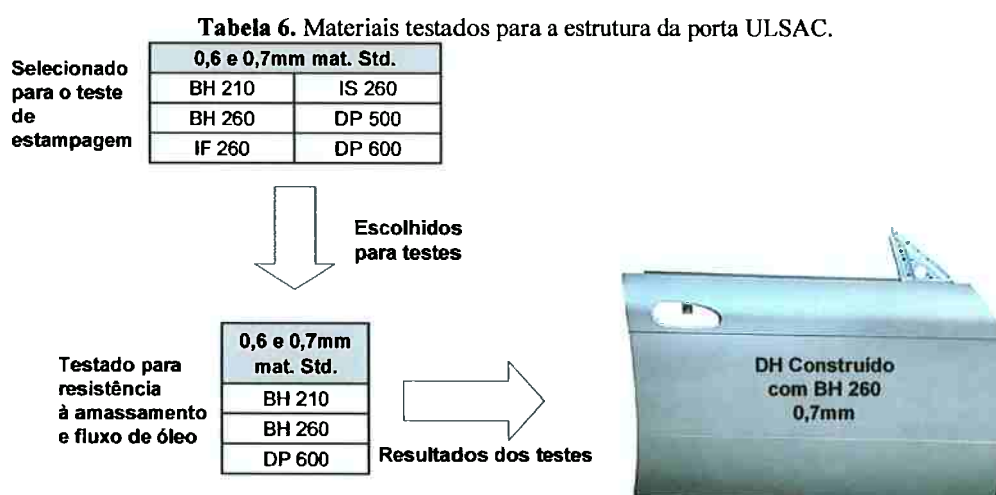 Tabela 6. Materiais testados para a estrutura da porta ULSAC.
Selecionado
para o teste
de
estampagem
0,6 e 0,7mm mat. Std.
BH 210 IS 260
BH 260 DP 500
IF 260 DP 600
Escolhidos
para testes
Testado para
resistência
à amassamento
e fluxo de óleo
0,6 e 0,7mm
mat. Std.
BH 210
BH 260
DP 600
Resultados dos testes
DH Construído
com BH 260
0,7mm